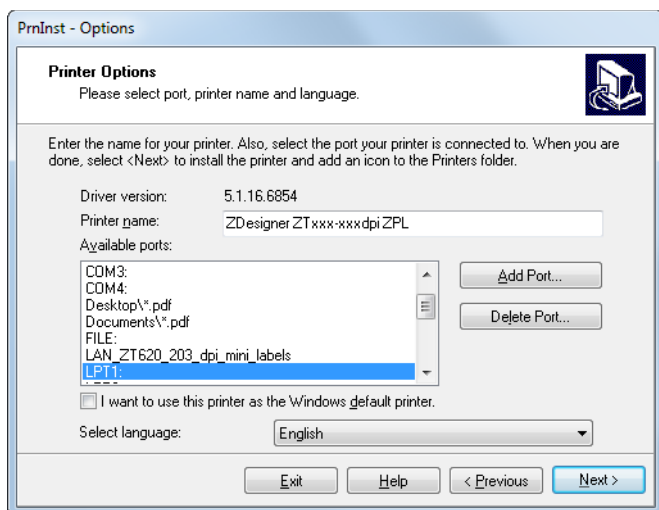 PrnInst - Options
Printer Options
Please select port, printer name and language.
Enter the name for your printer. Also, select the port your printer is connected to. When you are
done, select <Next> to install the printer and add an icon to the Printers folder.
Driver version: 5.1.16.6854
Printer name: ZDesigner ZTxxx-xxxdpi ZPL
Available ports:
COM3:
COM4:
Desktop\*.pdf
Documents\*.pdf
FILE:
LAN_ZT620_203_dpi_mini_labels
LPT1:
Add Port...
Delete Port...
I want to use this printer as the Windows default printer.
Select language: English
Exit Help < Previous Next >